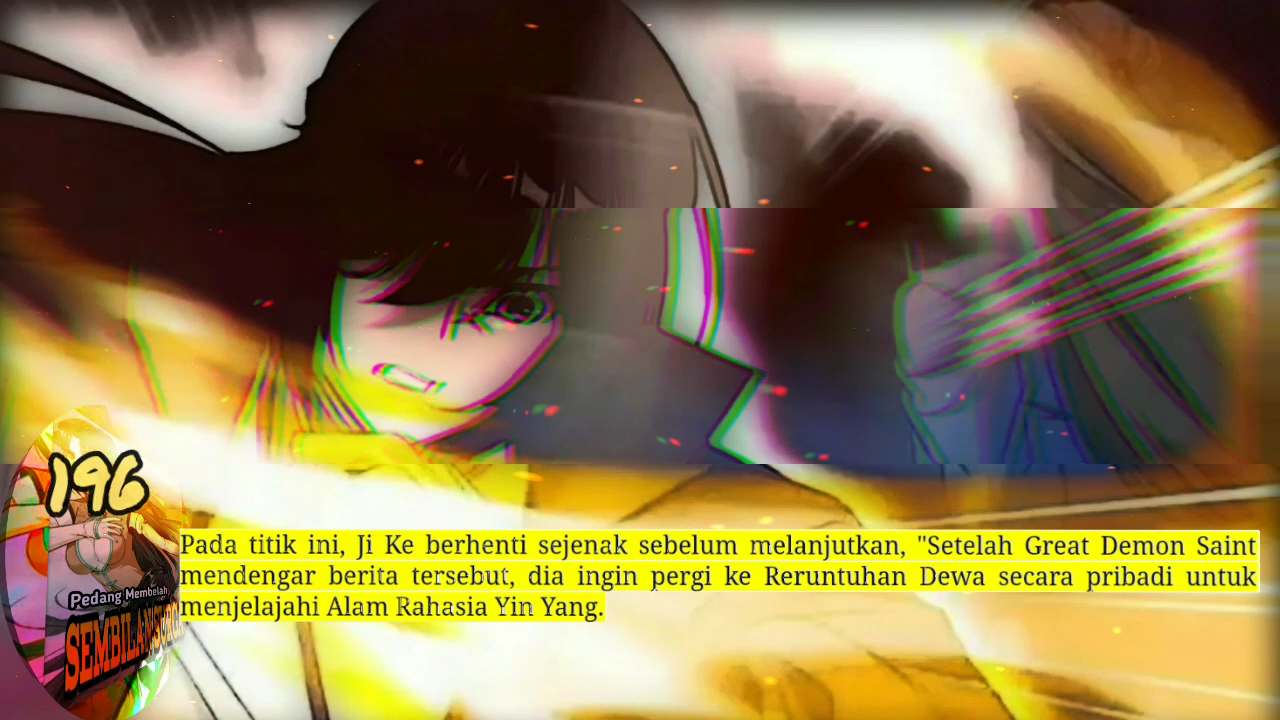 196
Pedang Membelah
SEMBILAN SURGA
Pada titik ini, Ji Ke berhenti sejenak sebelum melanjutkan, "Setelah Great Demon Saint
mendengar berita tersebut, dia ingin pergi ke Reruntuhan Dewa secara pribadi untuk
menjelajahi Alam Rahasia Yin Yang.